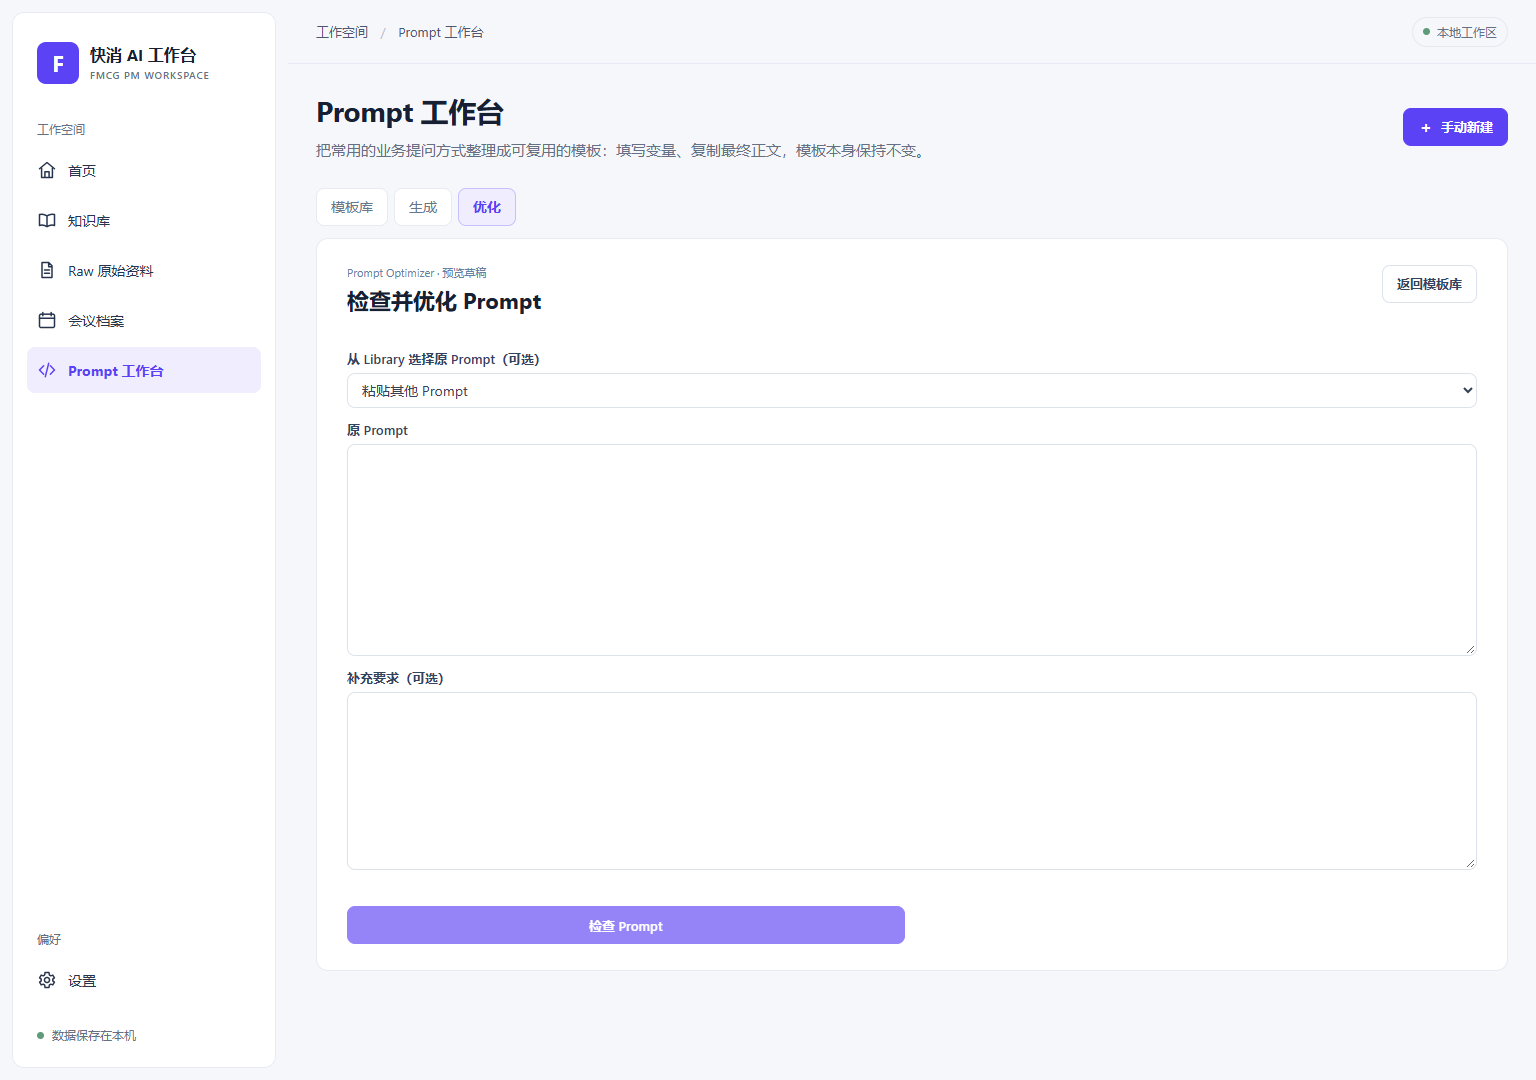 F
快消 AI 工作台
FMCG PM WORKSPACE
工作空间
首页
知识库
Raw 原始资料
会议档案
Prompt 工作台
偏好
设置
数据保存在本机
工作空间 / Prompt 工作台
本地工作区
Prompt 工作台
把常用的业务提问方式整理成可复用的模板：填写变量、复制最终正文，模板本身保持不变。
+ 手动新建
模板库
生成
优化
Prompt Optimizer · 预览草稿
检查并优化 Prompt
返回模板库
从 Library 选择原 Prompt（可选）
粘贴其他 Prompt
原 Prompt
补充要求（可选）
检查 Prompt